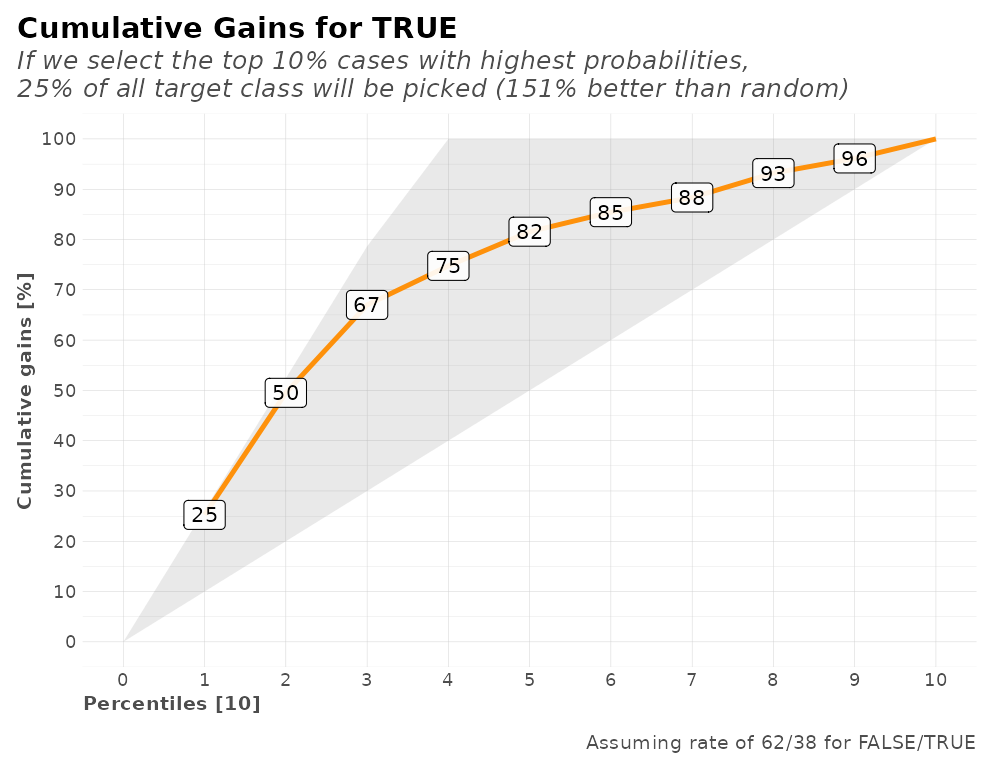 Cumulative Gains for TRUE
If we select the top 10% cases with highest probabilities,
25% of all target class will be picked (151% better than random)
Cumulative gains [%]
100
90
80
70
60
50
40
30
20
10
0
25
50
67
75
82
85
88
93
96
0 1 2 3 4 5 6 7 8 9 10
Percentiles [10]
Assuming rate of 62/38 for FALSE/TRUE